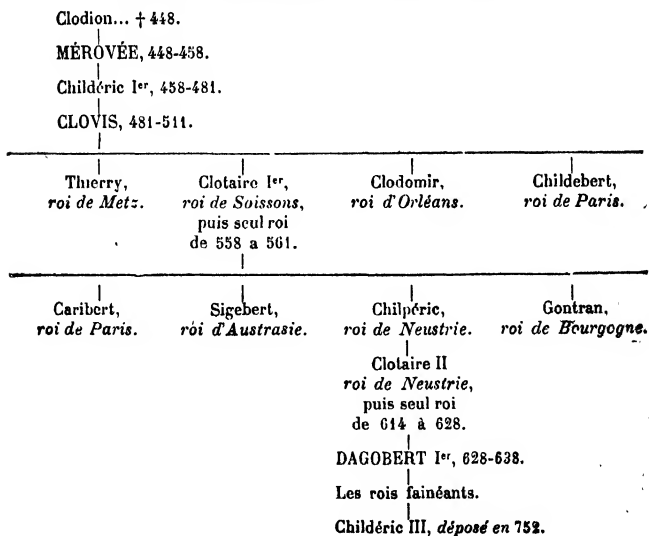 Clodion... † 448.
MÉROVÉE, 448-458.
Childéric Iᵉʳ, 458-481.
CLOVIS, 481-511.
Thierry,
roi de Metz.
Clotaire Iᵉʳ,
roi de Soissons,
puis seul roi
de 558 a 561.
Clodomir,
roi d'Orléans.
Childebert,
roi de Paris.
Caribert,
roi de Paris.
Sigebert,
roi d'Austrasie.
Chilpéric,
roi de Neustrie.
Gontran,
roi de Bourgogne.
Clotaire II
roi de Neustrie,
puis seul roi
de 614 à 628.
DAGOBERT Iᵉʳ, 628-638.
Les rois fainéants.
Childéric III, déposé en 752.